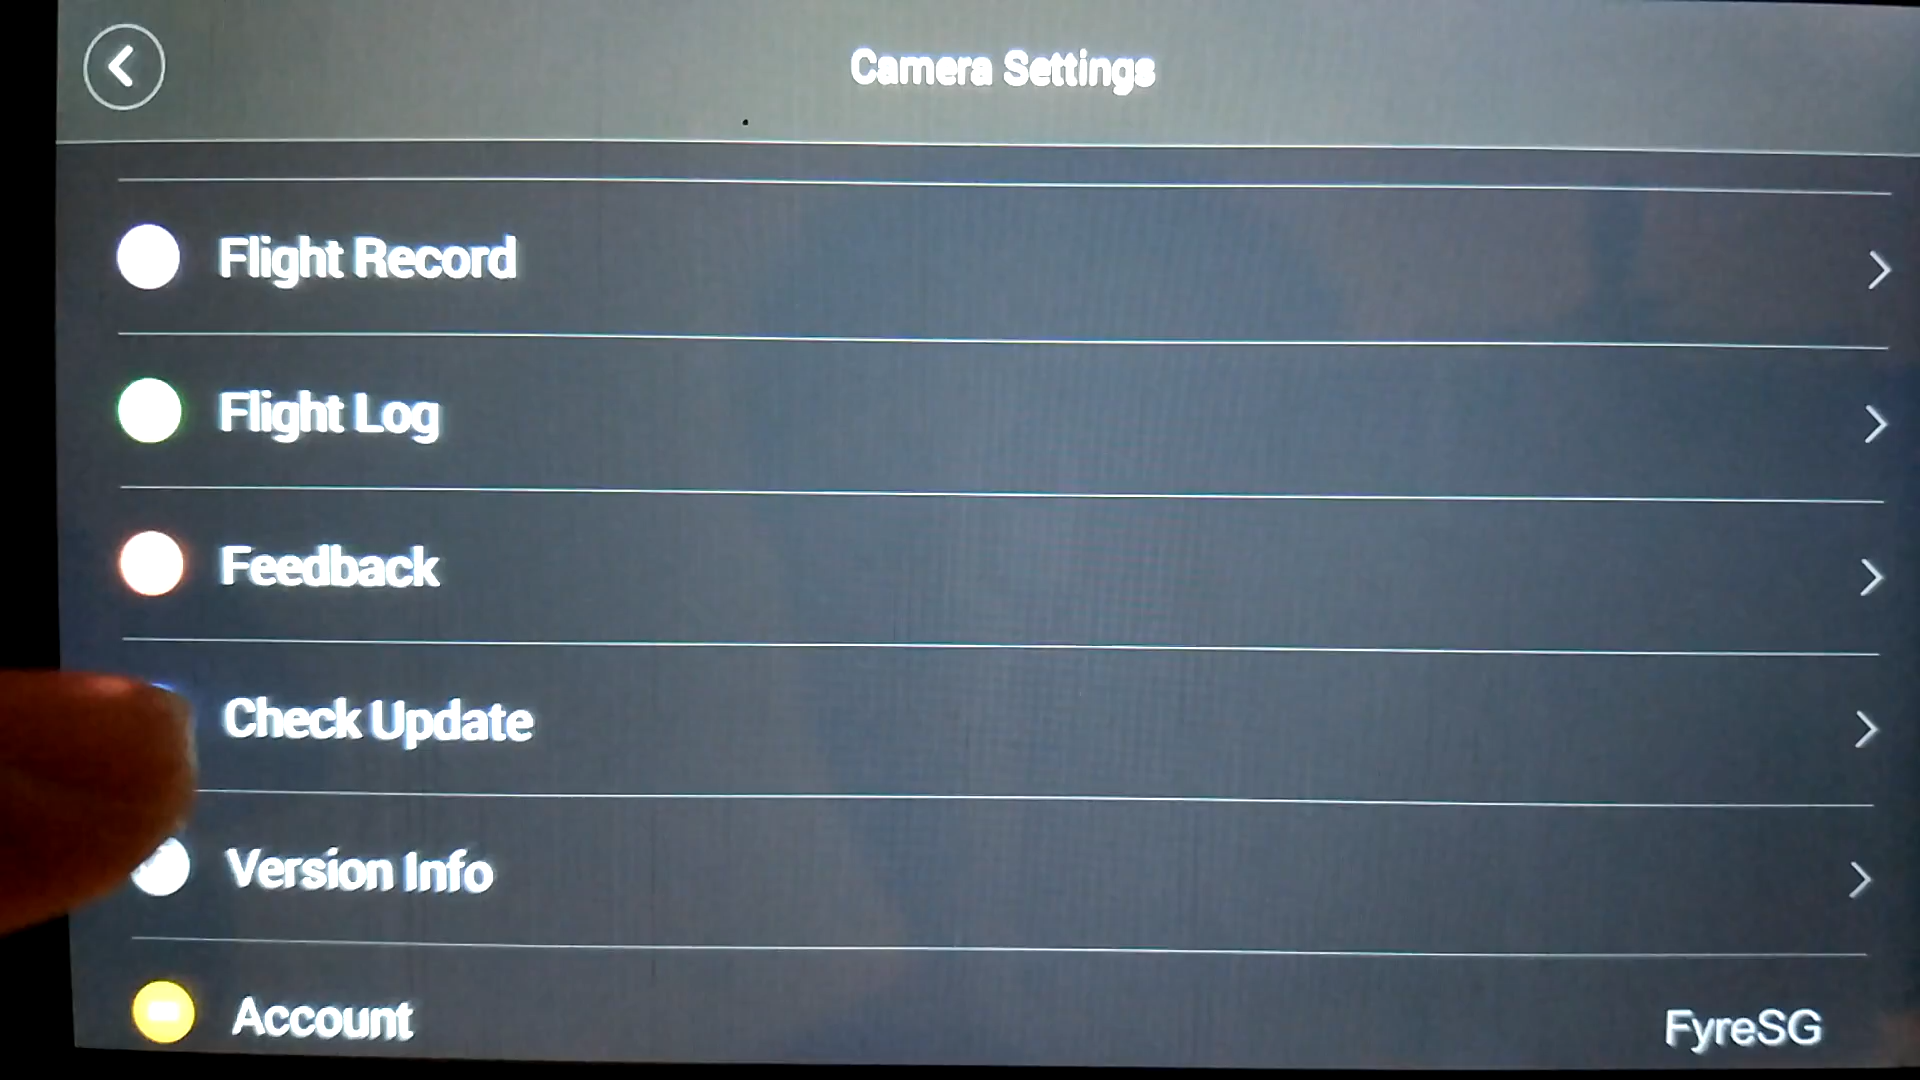 Camera Settings
Flight Record
Flight Log
Feedback
Check Update
Version Info
Account FyreSG